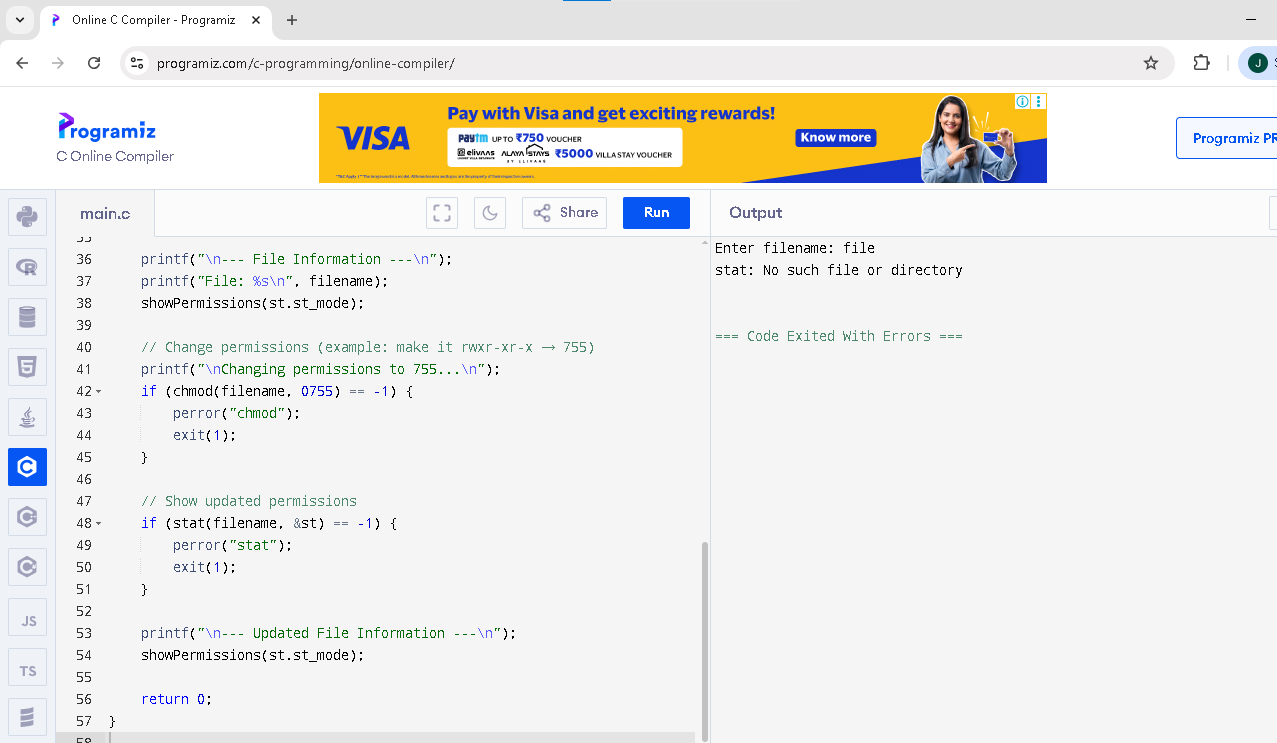 Online C Compiler - Programiz
programiz.com/c-programming/online-compiler/
J
Programiz
C Online Compiler
VISA
Pay with Visa and get exciting rewards!
paytm UP TO ₹750 VOUCHER
elivaas ALAYA STAYS ₹5000 VILLA STAY VOUCHER
BY ELIVAAS
Know more
Programiz PR
main.c
Share
Run
Output
35
36 printf("\n--- File Information ---\n");
37 printf("File: %s\n", filename);
38 showPermissions(st.st_mode);
39
40 // Change permissions (example: make it rwxr-xr-x → 755)
41 printf("\nChanging permissions to 755...\n");
42 if (chmod(filename, 0755) == -1) {
43 perror("chmod");
44 exit(1);
45 }
46
47 // Show updated permissions
48 if (stat(filename, &st) == -1) {
49 perror("stat");
50 exit(1);
51 }
52
53 printf("\n--- Updated File Information ---\n");
54 showPermissions(st.st_mode);
55
56 return 0;
57 }
58
Enter filename: file
stat: No such file or directory
=== Code Exited With Errors ===
JS
TS